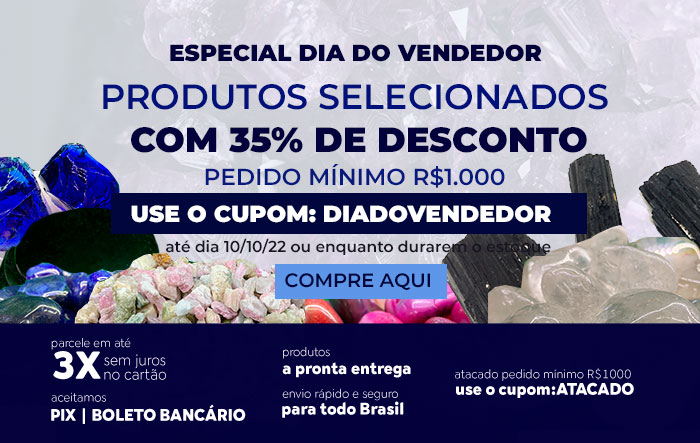 ESPECIAL DIA DO VENDEDOR
PRODUTOS SELECIONADOS
COM 35% DE DESCONTO
PEDIDO MÍNIMO R$1.000
USE O CUPOM: DIADOVENDEDOR
até dia 10/10/22 ou enquanto durarem o estoque
COMPRE AQUI
parcele em até
3X sem juros
no cartão
aceitamos
PIX | BOLETO BANCÁRIO
produtos
a pronta entrega
envio rápido e seguro
para todo Brasil
atacado pedido mínimo R$1000
use o cupom:ATACADO